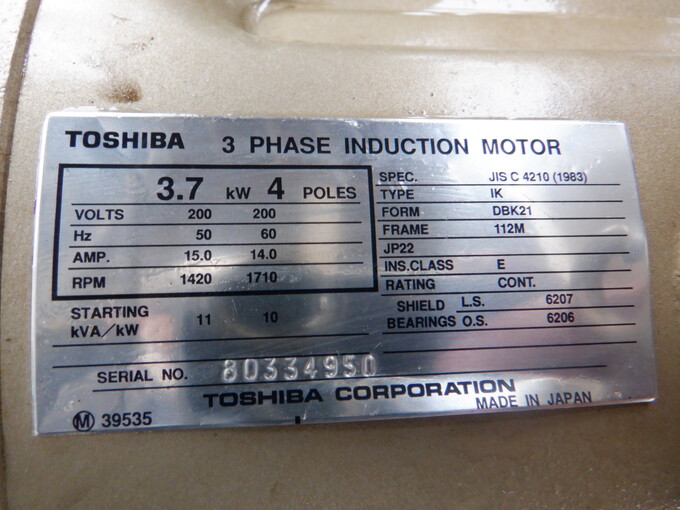 TOSHIBA 3 PHASE INDUCTION MOTOR
3.7 kW 4 POLES
VOLTS 200 200
Hz 50 60
AMP. 15.0 14.0
RPM 1420 1710
STARTING kVA/kW 11 10
SPEC. JIS C 4210 (1983)
TYPE IK
FORM DBK21
FRAME 112M
JP22
INS.CLASS E
RATING CONT.
SHIELD L.S. 6207
BEARINGS O.S. 6206
SERIAL NO. 80334950
TOSHIBA CORPORATION
M 39535
MADE IN JAPAN